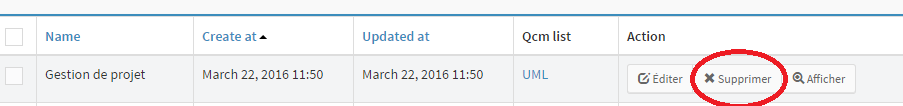 Name Create at Updated at Qcm list Action
Gestion de projet March 22, 2016 11:50 March 22, 2016 11:50 UML Éditer Supprimer Afficher